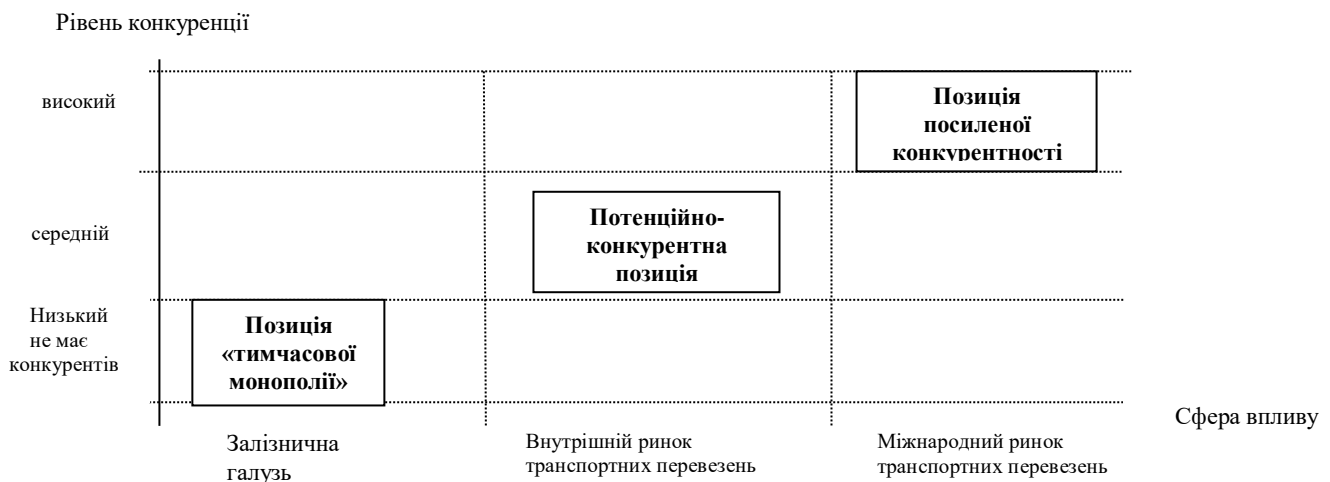 Рівень конкуренції
високий
Позиція
посиленої
конкурентності
середній
Потенційно-
конкурентна
позиція
Низький
не має
конкурентів
Позиція
«тимчасової
монополії»
Сфера впливу
Залізнична
галузь
Внутрішній ринок
транспортних перевезень
Міжнародний ринок
транспортних перевезень